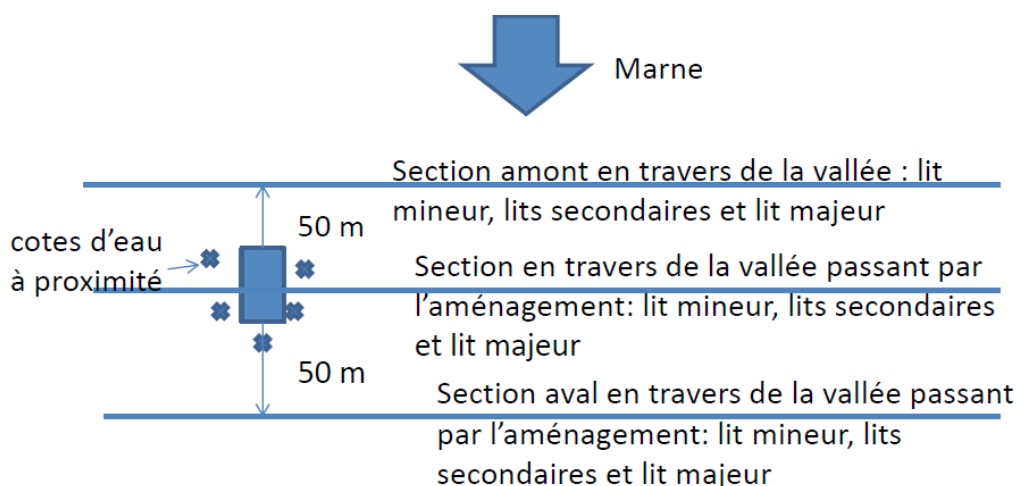 Marne
Section amont en travers de la vallée : lit
mineur, lits secondaires et lit majeur
50 m
cotes d’eau
à proximité
Section en travers de la vallée passant par
l’aménagement: lit mineur, lits secondaires
et lit majeur
50 m
Section aval en travers de la vallée passant
par l’aménagement: lit mineur, lits
secondaires et lit majeur